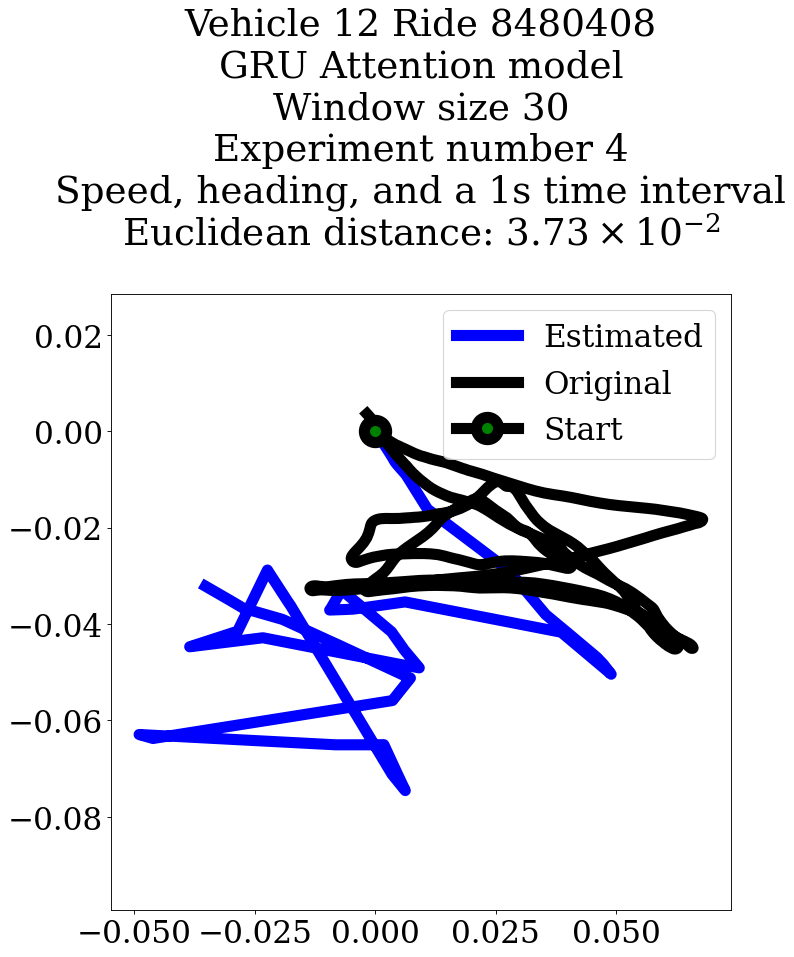 Vehicle 12 Ride 8480408
GRU Attention model
Window size 30
Experiment number 4
Speed, heading, and a 1s time interval
Euclidean distance: 3.73 × 10⁻²
Estimated
Original
Start
0.02
0.00
−0.02
−0.04
−0.06
−0.08
−0.050 −0.025 0.000 0.025 0.050